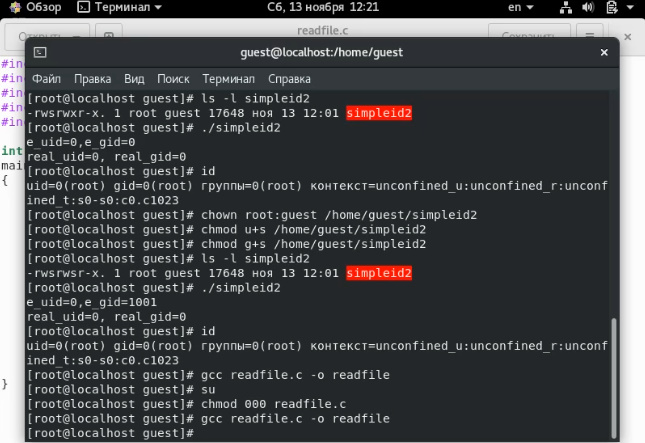 Обзор Терминал Сб, 13 ноября 12:21 en
Открыть readfile.c Сохранить
guest@localhost:/home/guest
Файл Правка Вид Поиск Терминал Справка
#in
#in
#in
#in
#in
int
mai
{
}
[root@localhost guest]# ls -l simpleid2
-rwsrwxr-x. 1 root guest 17648 ноя 13 12:01 simpleid2
[root@localhost guest]# ./simpleid2
e_uid=0,e_gid=0
real_uid=0, real_gid=0
[root@localhost guest]# id
uid=0(root) gid=0(root) группы=0(root) контекст=unconfined_u:unconfined_r:unconf
ined_t:s0-s0:c0.c1023
[root@localhost guest]# chown root:guest /home/guest/simpleid2
[root@localhost guest]# chmod u+s /home/guest/simpleid2
[root@localhost guest]# chmod g+s /home/guest/simpleid2
[root@localhost guest]# ls -l simpleid2
-rwsrwsr-x. 1 root guest 17648 ноя 13 12:01 simpleid2
[root@localhost guest]# ./simpleid2
e_uid=0,e_gid=1001
real_uid=0, real_gid=0
[root@localhost guest]# id
uid=0(root) gid=0(root) группы=0(root) контекст=unconfined_u:unconfined_r:unconf
ined_t:s0-s0:c0.c1023
[root@localhost guest]# gcc readfile.c -o readfile
[root@localhost guest]# su
[root@localhost guest]# chmod 000 readfile.c
[root@localhost guest]# gcc readfile.c -o readfile
[root@localhost guest]#